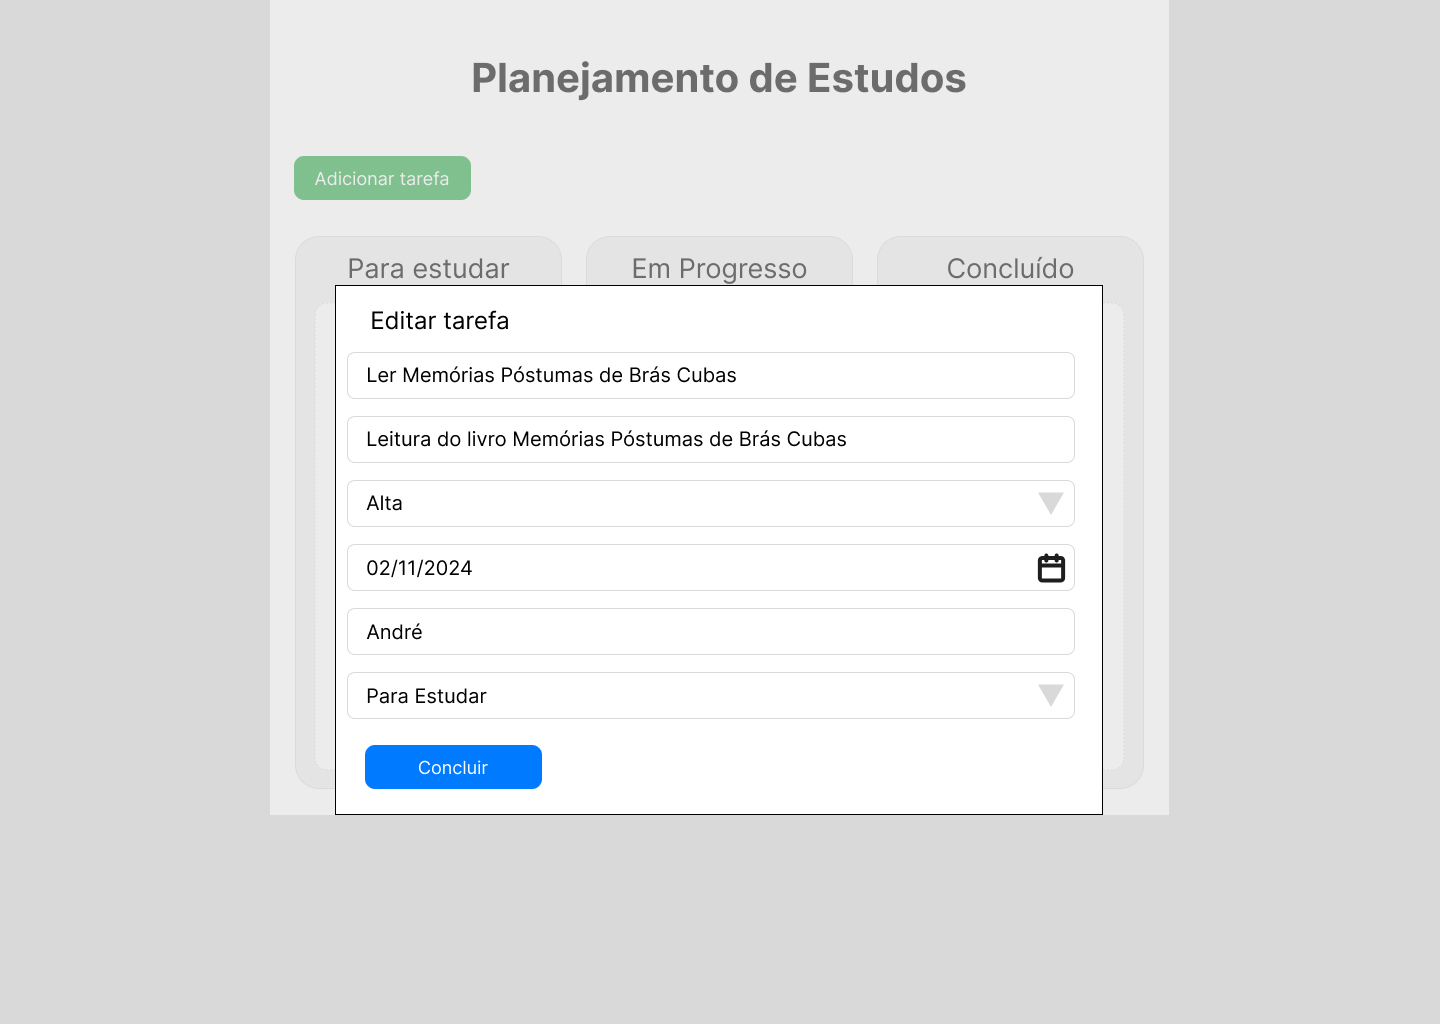 Planejamento de Estudos
Adicionar tarefa
Para estudar
Em Progresso
Concluído
Editar tarefa
Ler Memórias Póstumas de Brás Cubas
Leitura do livro Memórias Póstumas de Brás Cubas
Alta
02/11/2024
André
Para Estudar
Concluir